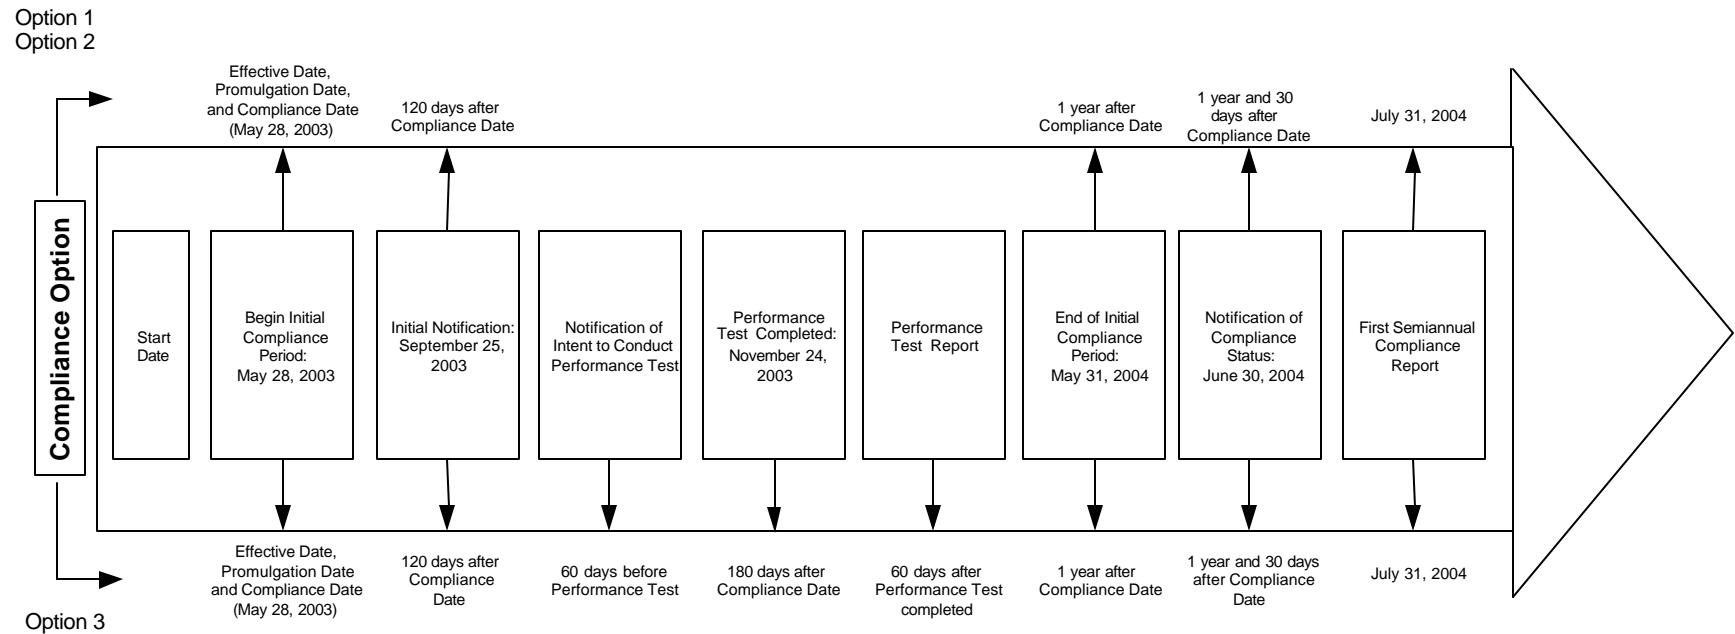 Option 1
Option 2
Effective Date,
Promulgation Date,
and Compliance Date
(May 28, 2003)
120 days after
Compliance Date
1 year after
Compliance Date
1 year and 30
days after
Compliance Date
July 31, 2004
Compliance Option
Start
Date
Begin Initial
Compliance
Period:
May 28, 2003
Initial Notification:
September 25,
2003
Notification of
Intent to Conduct
Performance Test
Performance
Test Completed:
November 24,
2003
Performance
Test Report
End of Initial
Compliance
Period:
May 31, 2004
Notification of
Compliance
Status:
June 30, 2004
First Semiannual
Compliance
Report
Effective Date,
Promulgation Date
and Compliance Date
(May 28, 2003)
120 days after
Compliance
Date
60 days before
Performance Test
180 days after
Compliance Date
60 days after
Performance Test
completed
1 year after
Compliance Date
1 year and 30 days
after Compliance
Date
July 31, 2004
Option 3